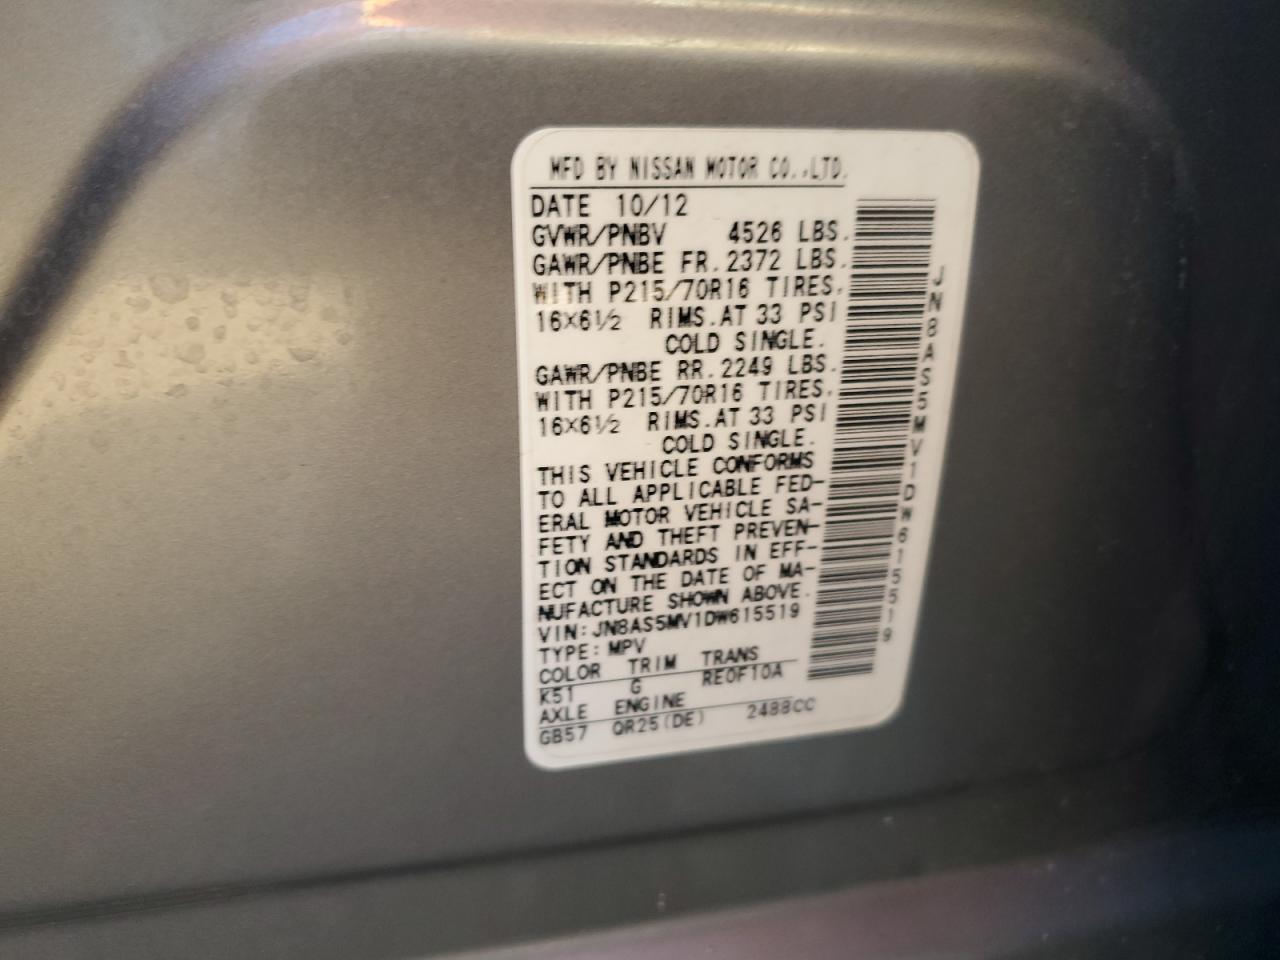 MFD BY NISSAN MOTOR CO.,LTD.
DATE 10/12
GVWR/PNBV 4526 LBS.
GAWR/PNBE FR. 2372 LBS.
WITH P215/70R16 TIRES.
16×6½ RIMS.AT 33 PSI
COLD SINGLE.
GAWR/PNBE RR. 2249 LBS.
WITH P215/70R16 TIRES.
16×6½ RIMS.AT 33 PSI
COLD SINGLE.
THIS VEHICLE CONFORMS
TO ALL APPLICABLE FED-
ERAL MOTOR VEHICLE SA-
FETY AND THEFT PREVEN-
TION STANDARDS IN EFF-
ECT ON THE DATE OF MA-
NUFACTURE SHOWN ABOVE.
VIN:JN8AS5MV1DW615519
TYPE:MPV
COLOR TRIM TRANS
K51 G RE0F10A
AXLE ENGINE
GB57 QR25(DE) 2488CC
JN8AS5MV1DW615519